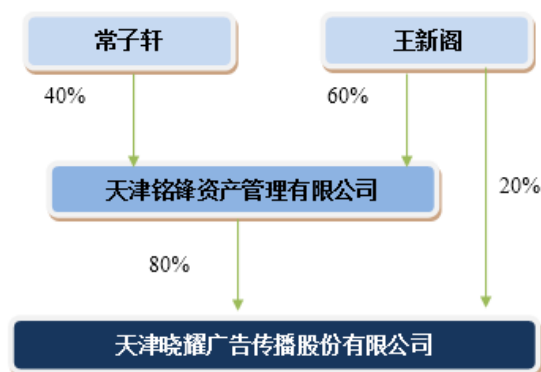 常子轩
王新阁
40%
60%
天津铭锋资产管理有限公司
20%
80%
天津晓耀广告传播股份有限公司